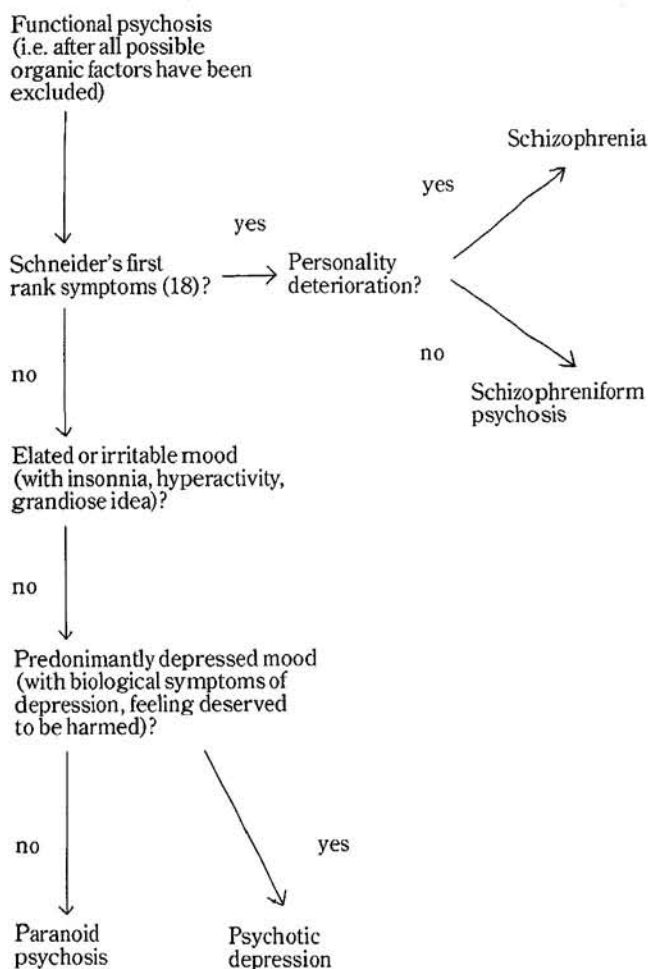 Functional psychosis
(i.e. after all possible
organic factors have been
excluded)
Schizophrenia
yes
yes
Schneider's first
rank symptoms (18)?
Personality
deterioration?
no
no
Schizophreniform
psychosis
Elated or irritable mood
(with insonnia, hyperactivity,
grandiose idea)?
no
Predonimantly depressed mood
(with biological symptoms of
depression, feeling deserved
to be harmed)?
no
yes
Paranoid
psychosis
Psychotic
depression